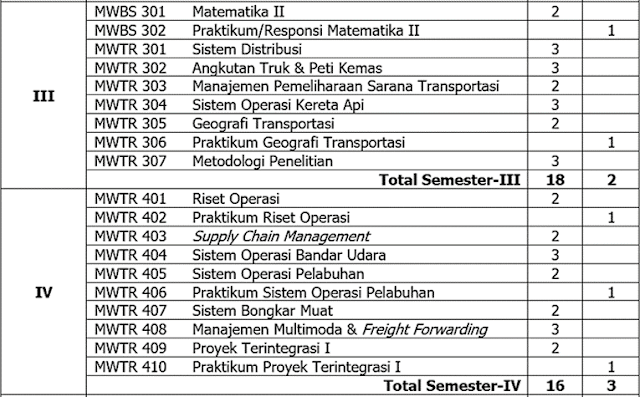 MWBS 301 Matematika II 2
MWBS 302 Praktikum/Responsi Matematika II 1
MWTR 301 Sistem Distribusi 3
MWTR 302 Angkutan Truk & Peti Kemas 3
III MWTR 303 Manajemen Pemeliharaan Sarana Transportasi 2
MWTR 304 Sistem Operasi Kereta Api 3
MWTR 305 Geografi Transportasi 2
MWTR 306 Praktikum Geografi Transportasi 1
MWTR 307 Metodologi Penelitian 3
Total Semester-III 18 2
MWTR 401 Riset Operasi 2
MWTR 402 Praktikum Riset Operasi 1
MWTR 403 Supply Chain Management 2
MWTR 404 Sistem Operasi Bandar Udara 3
MWTR 405 Sistem Operasi Pelabuhan 2
IV MWTR 406 Praktikum Sistem Operasi Pelabuhan 1
MWTR 407 Sistem Bongkar Muat 2
MWTR 408 Manajemen Multimoda & Freight Forwarding 3
MWTR 409 Proyek Terintegrasi I 2
MWTR 410 Praktikum Proyek Terintegrasi I 1
Total Semester-IV 16 3